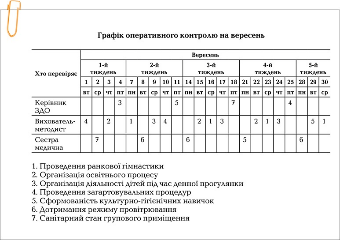 Графік оперативного контролю на вересень
Хто перевіряє
Вересень
1-й тиждень 2-й тиждень 3-й тиждень 4-й тиждень 5-й тиждень
1 2 3 4 7 8 9 10 11 14 15 16 17 18 21 22 23 24 25 28 29 30
вт ср чт пт пн вт ср чт пт пн вт ср чт пт пн вт ср чт пт пн вт ср
Керівник 3 5 7 4
ЗДО
Вихователь- 4 2 1 3 4 2 1 3 2 1 3 5 1
методист
Сестра 7 6 6 5 6
медична
1. Проведення ранкової гімнастики
2. Організація освітнього процесу
3. Організація діяльності дітей під час денної прогулянки
4. Проведення загартовувальних процедур
5. Сформованість культурно-гігієнічних навичок
6. Дотримання режиму провітрювання
7. Санітарний стан групового приміщення